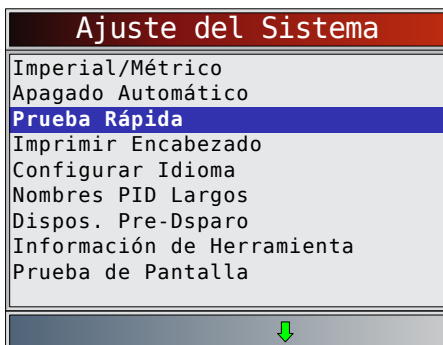 Ajuste del Sistema
Imperial/Métrico
Apagado Automático
Prueba Rápida
Imprimir Encabezado
Configurar Idioma
Nombres PID Largos
Dispos. Pre-Dsparo
Información de Herramienta
Prueba de Pantalla